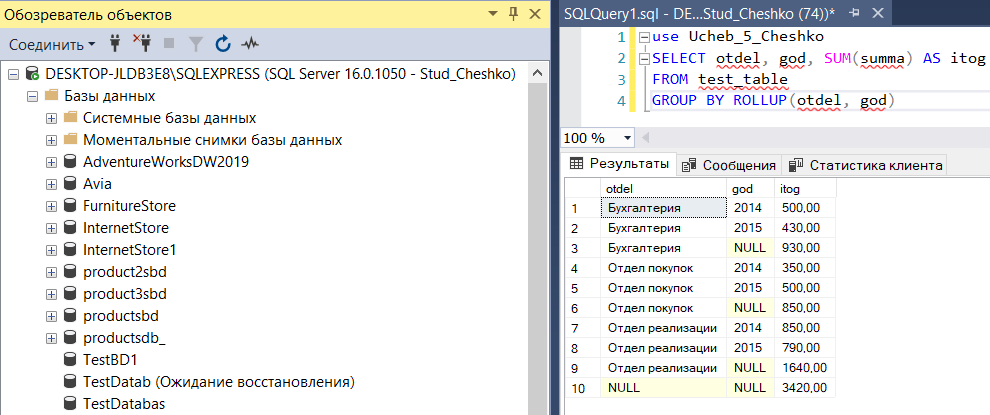 Обозреватель объектов
Соединить
DESKTOP-JLDB3E8\SQLEXPRESS (SQL Server 16.0.1050 - Stud_Cheshko)
Базы данных
Системные базы данных
Моментальные снимки базы данных
AdventureWorksDW2019
Avia
FurnitureStore
InternetStore
InternetStore1
product2sbd
product3sbd
productsbd
productsdb_
TestBD1
TestDatab (Ожидание восстановления)
TestDatabas
SQLQuery1.sql - DE...Stud_Cheshko (74))*
1 use Ucheb_5_Cheshko
2 SELECT otdel, god, SUM(summa) AS itog
3 FROM test_table
4 GROUP BY ROLLUP(otdel, god)
100 %
Результаты Сообщения Статистика клиента
otdel god itog
1 Бухгалтерия 2014 500,00
2 Бухгалтерия 2015 430,00
3 Бухгалтерия NULL 930,00
4 Отдел покупок 2014 350,00
5 Отдел покупок 2015 500,00
6 Отдел покупок NULL 850,00
7 Отдел реализации 2014 850,00
8 Отдел реализации 2015 790,00
9 Отдел реализации NULL 1640,00
10 NULL NULL 3420,00